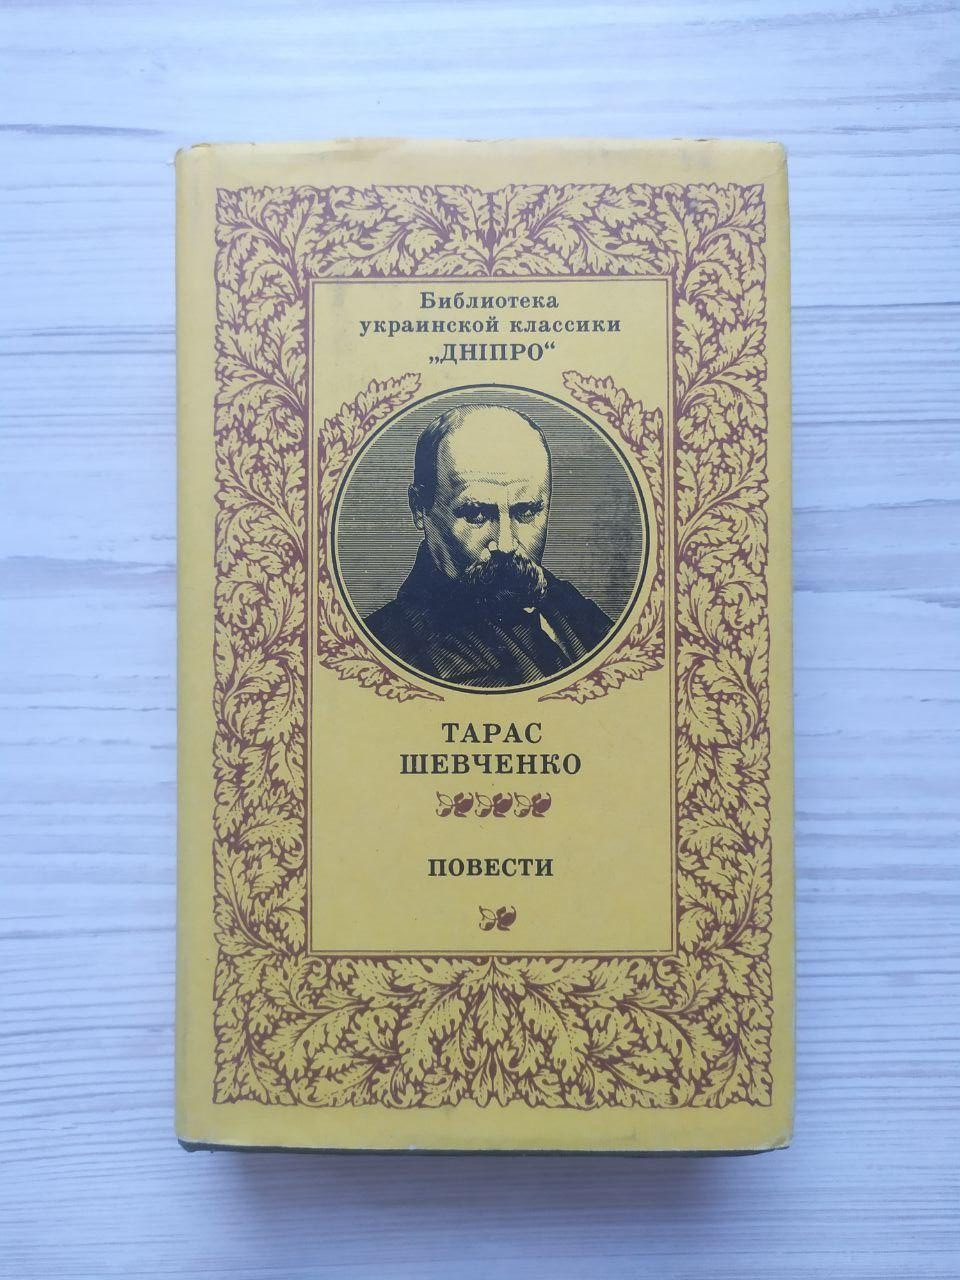 Библиотека
украинской классики
„ДНІПРО“
ТАРАС
ШЕВЧЕНКО
ПОВЕСТИ